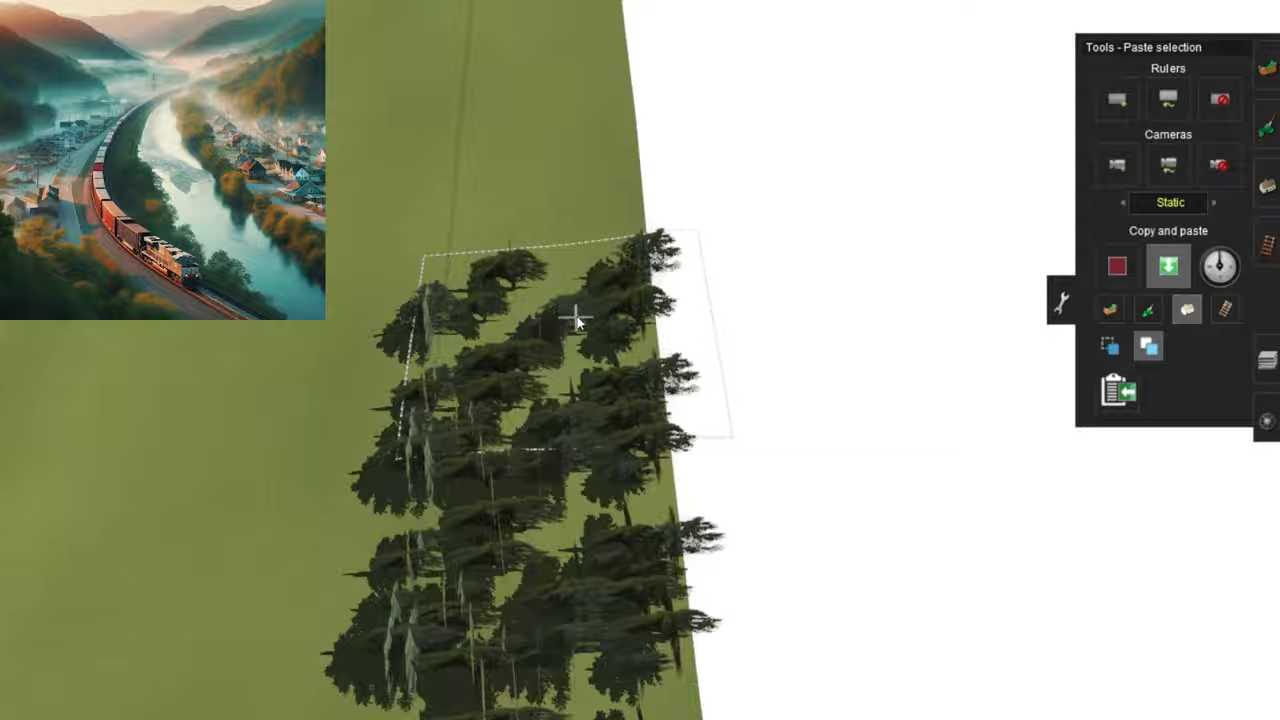 Tools - Paste selection
Rulers
Cameras
Static
Copy and paste